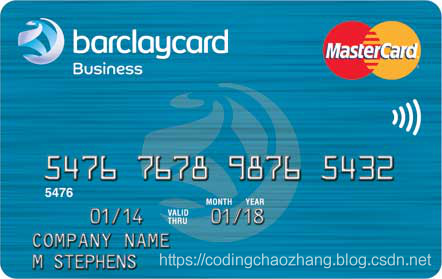 barclaycard
Business
MasterCard
5476 7678 9876 5432
5476
MONTH YEAR
01/14 VALID THRU 01/18
COMPANY NAME
M STEPHENS
https://codingchaozhang.blog.csdn.net